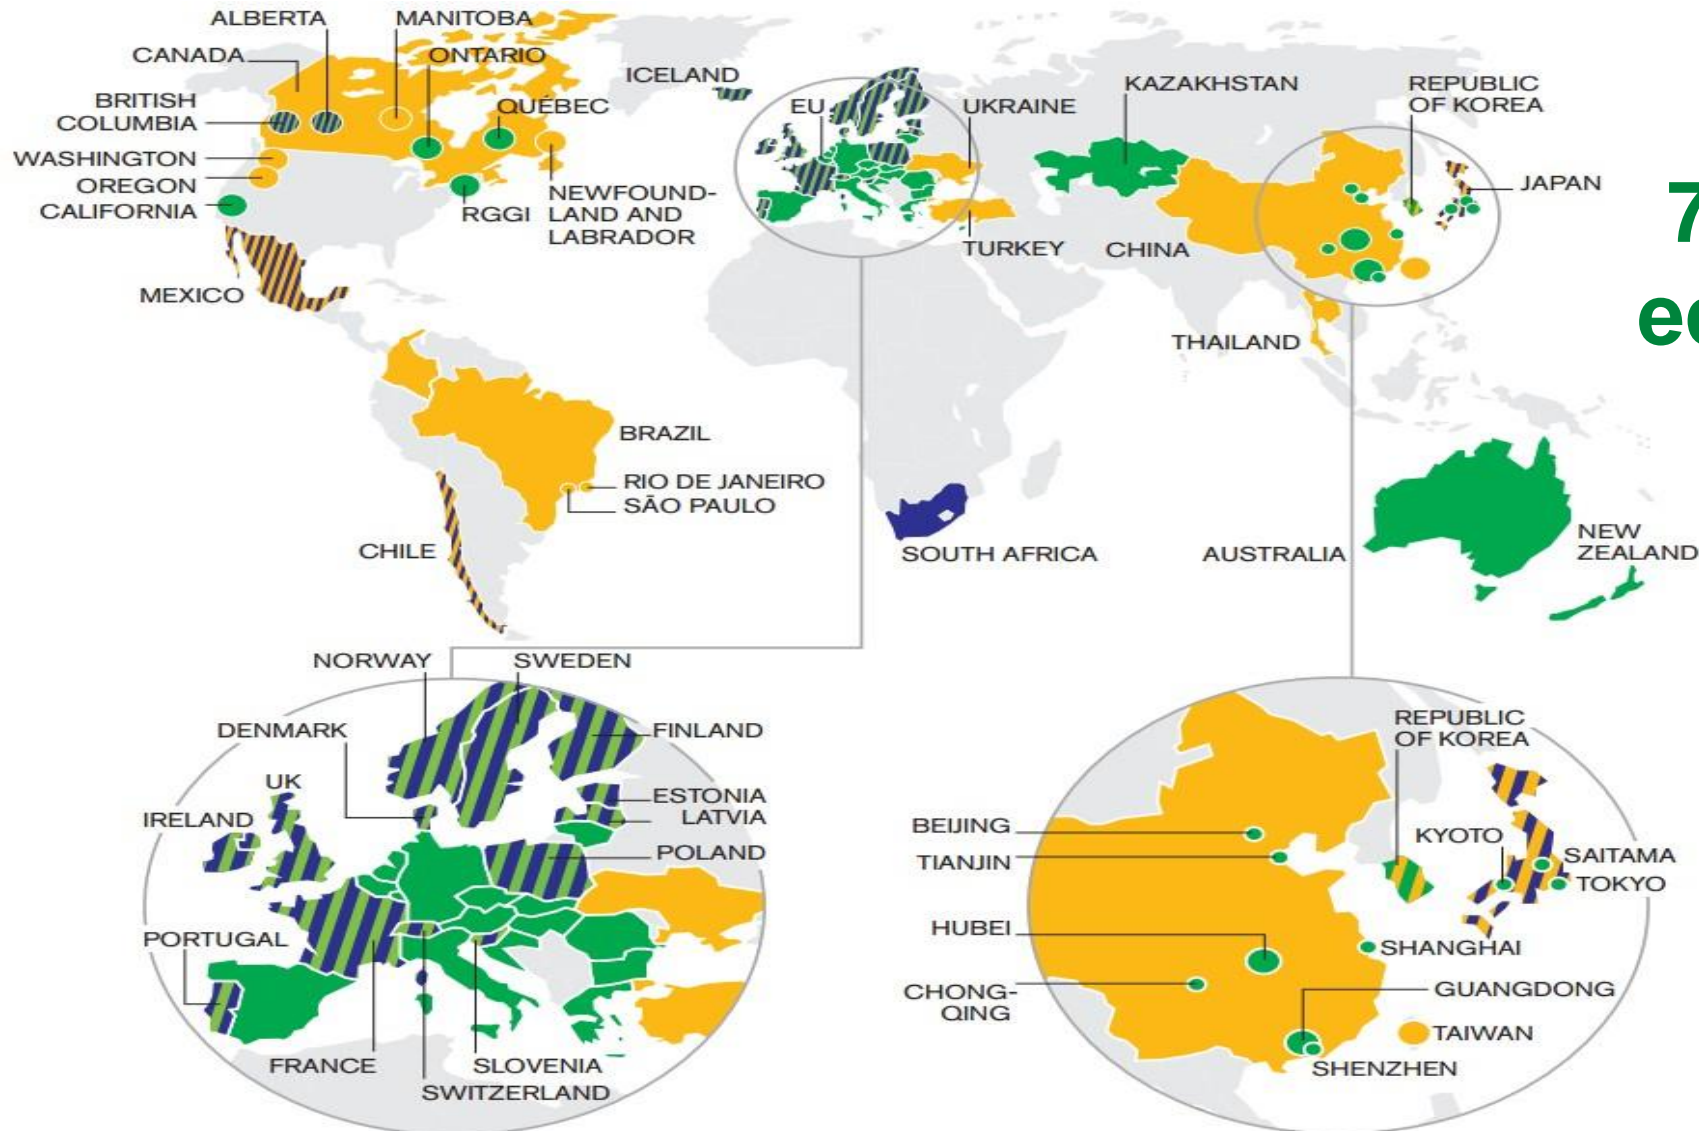 ALBERTA
MANITOBA
CANADA
ONTARIO
BRITISH
COLUMBIA
QUÉBEC
WASHINGTON
OREGON
CALIFORNIA
RGGI
NEWFOUND-
LAND AND
LABRADOR
MEXICO
ICELAND
EU
UKRAINE
KAZAKHSTAN
REPUBLIC
OF KOREA
JAPAN
TURKEY
CHINA
THAILAND
7
ec
BRAZIL
RIO DE JANEIRO
SÃO PAULO
CHILE
SOUTH AFRICA
AUSTRALIA
NEW
ZEALAND
NORWAY
SWEDEN
DENMARK
FINLAND
UK
IRELAND
ESTONIA
LATVIA
POLAND
PORTUGAL
FRANCE
SLOVENIA
SWITZERLAND
REPUBLIC
OF KOREA
BEIJING
TIANJIN
KYOTO
SAITAMA
TOKYO
HUBEI
SHANGHAI
CHONG-
QING
GUANGDONG
TAIWAN
SHENZHEN